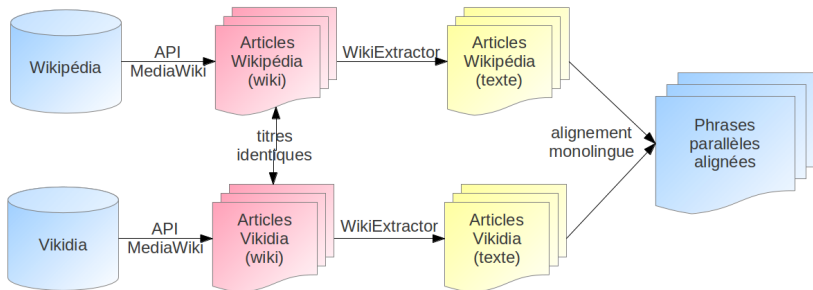 Wikipédia
API
MediaWiki
Articles
Wikipédia
(wiki)
WikiExtractor
Articles
Wikipédia
(texte)
titres
identiques
alignement
monolingue
Phrases
parallèles
alignées
Vikidia
API
MediaWiki
Articles
Vikidia
(wiki)
WikiExtractor
Articles
Vikidia
(texte)